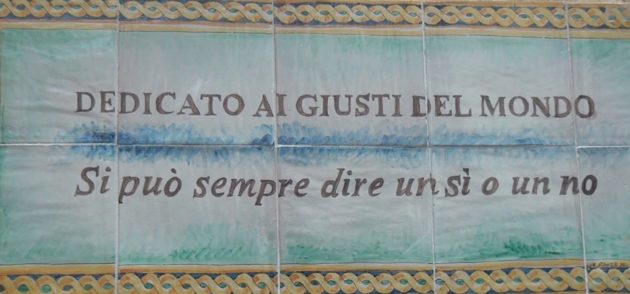 DEDICATO AI GIUSTI DEL MONDO
Si può sempre dire un sì o un no